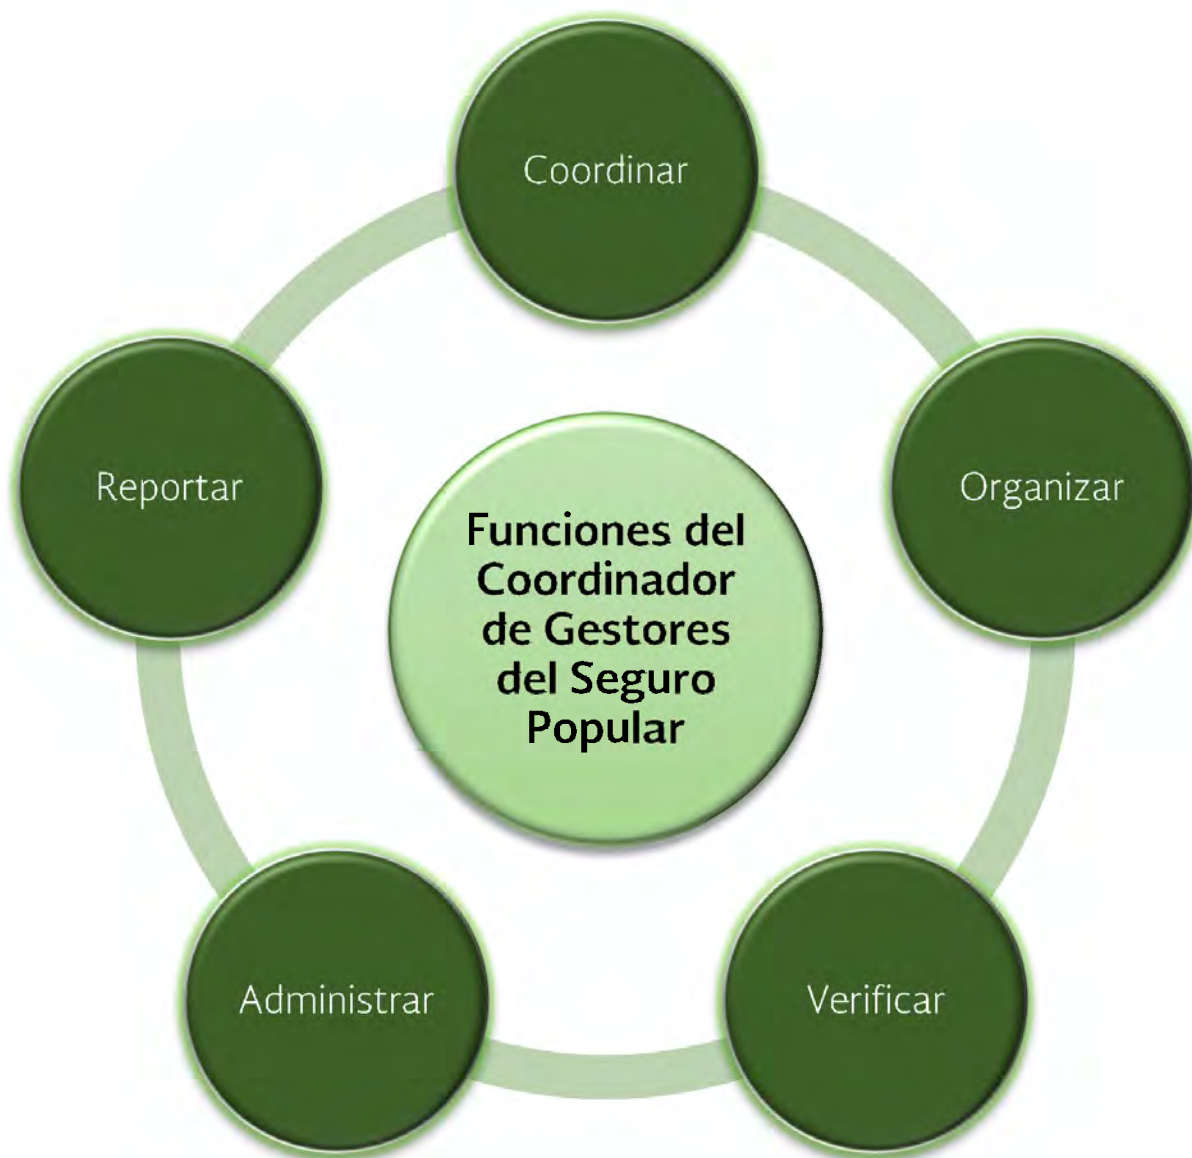 Coordinar
Organizar
Verificar
Administrar
Reportar
Funciones del
Coordinador
de Gestores
del Seguro
Popular